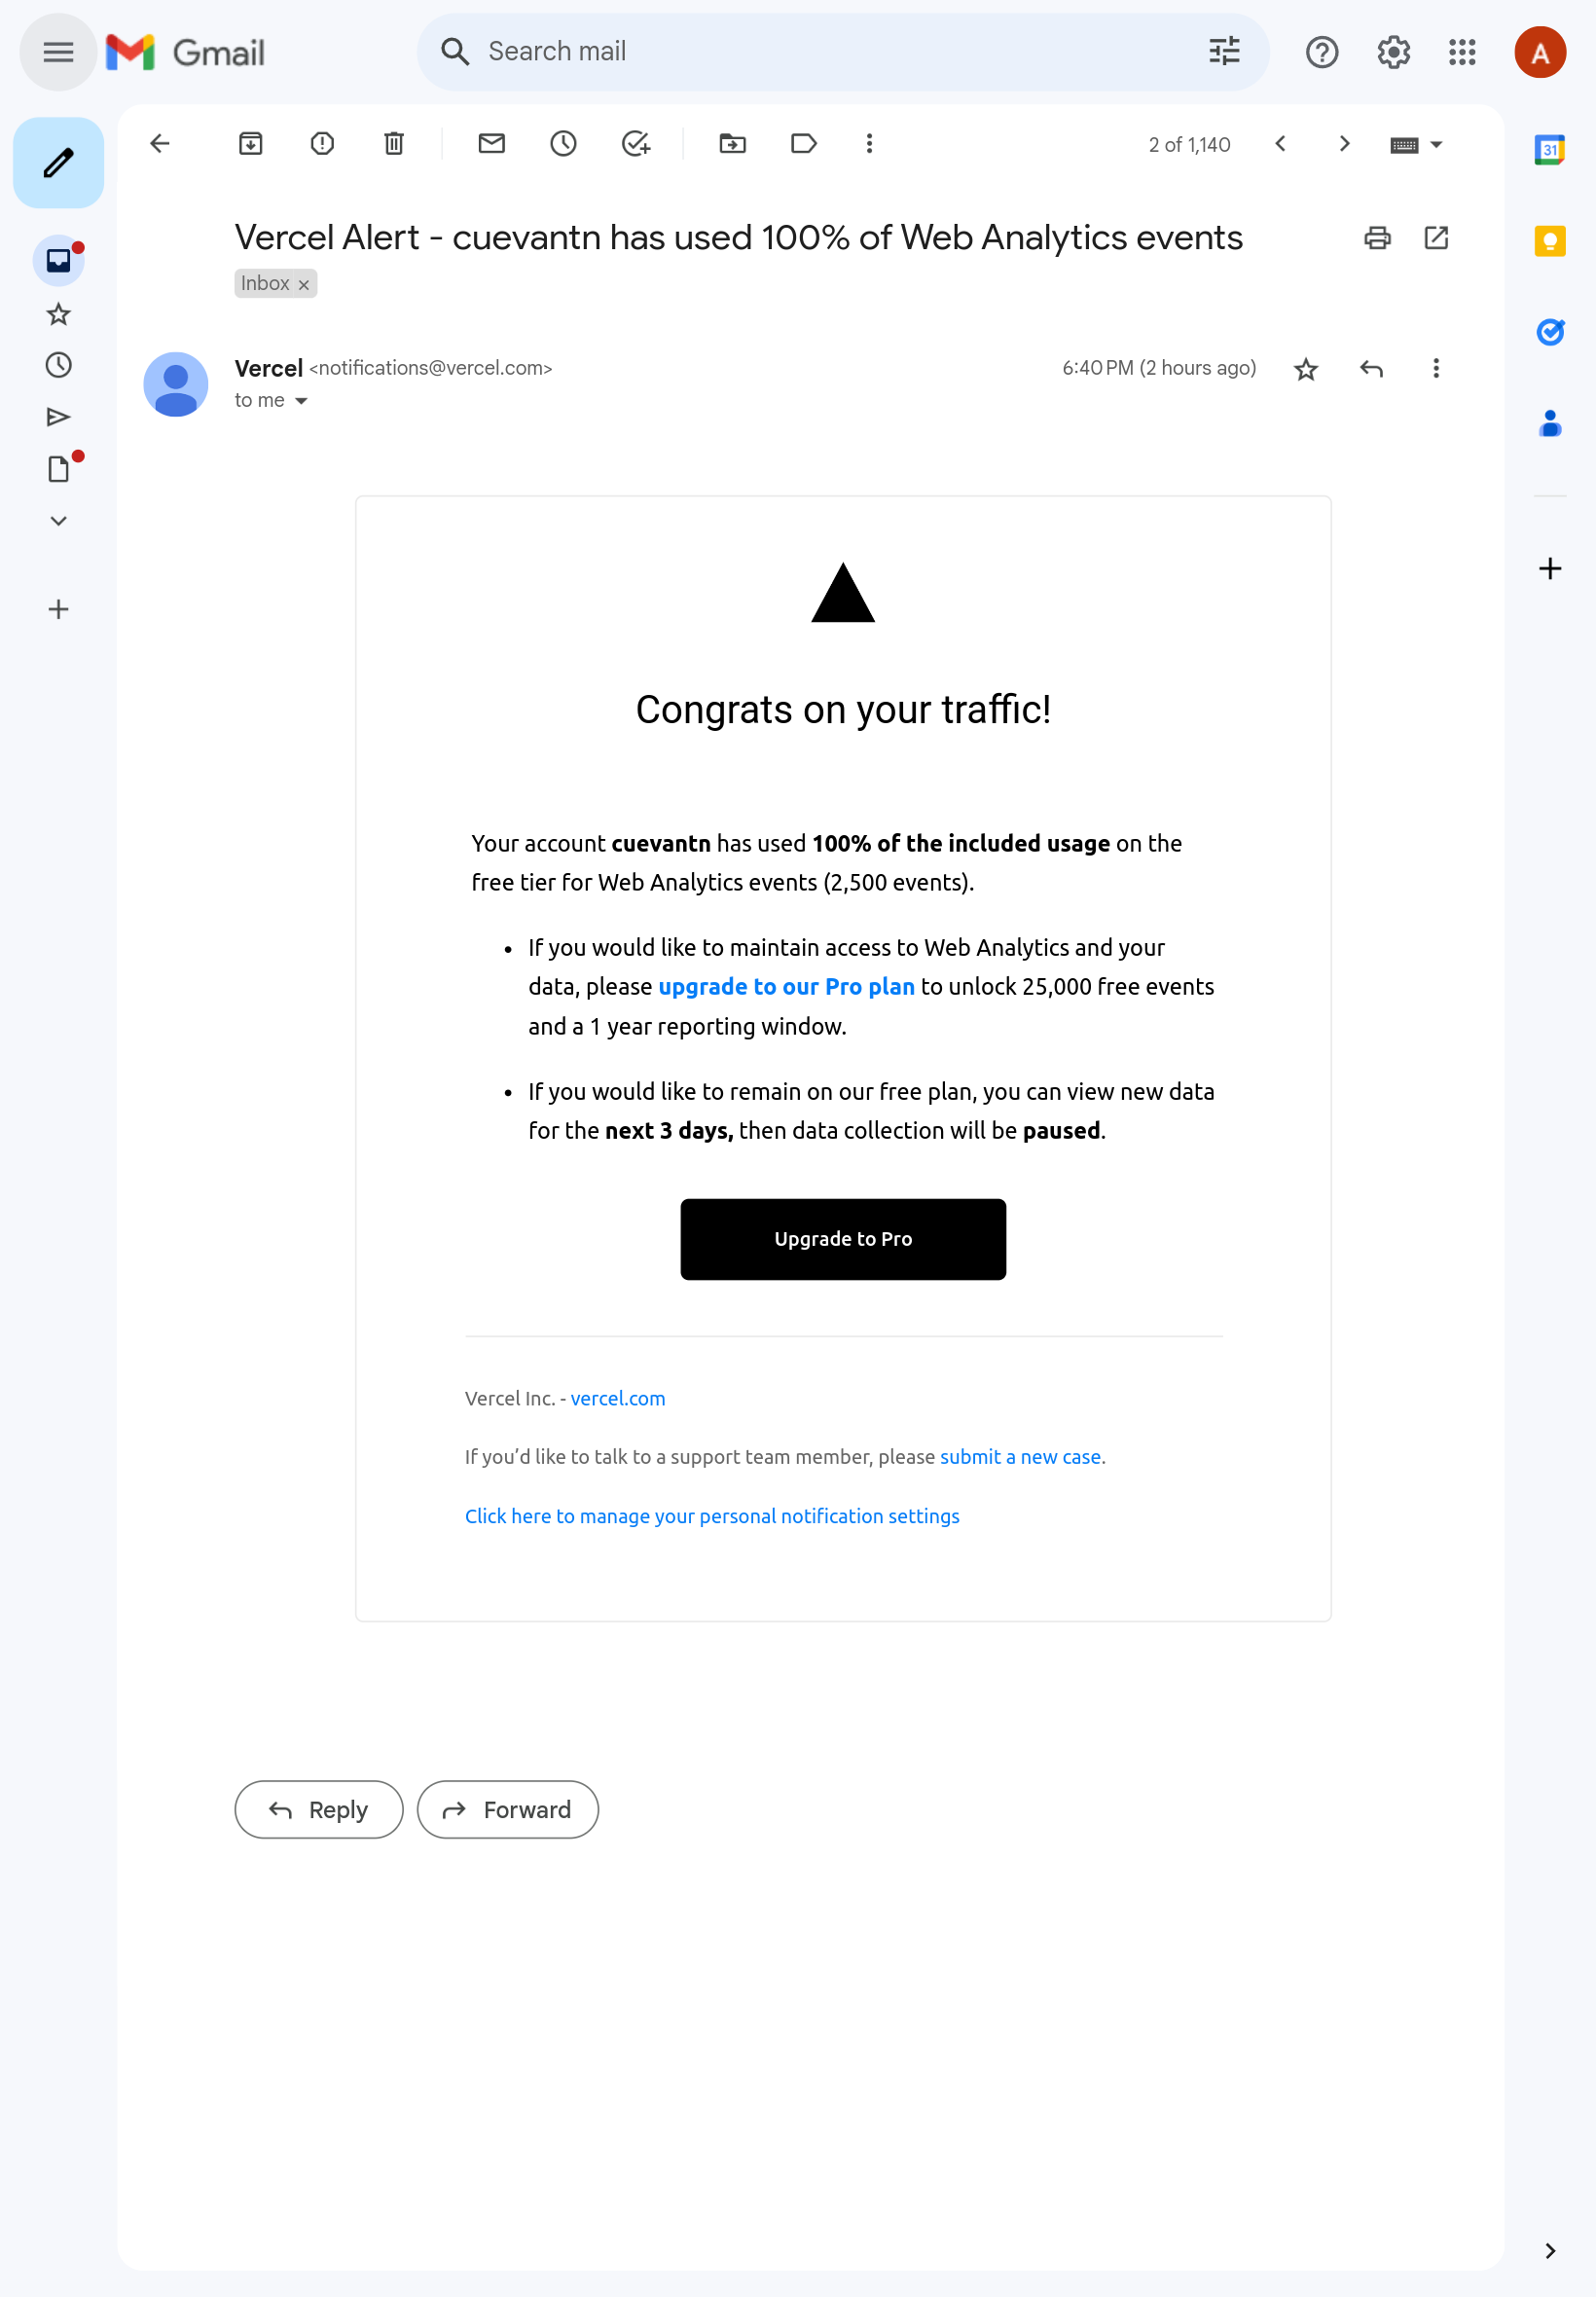 Gmail
Search mail
A
2 of 1,140
31
Vercel Alert - cuevantn has used 100% of Web Analytics events
Inbox ×
Vercel <notifications@vercel.com>
6:40 PM (2 hours ago)
to me
Congrats on your traffic!
Your account cuevantn has used 100% of the included usage on the
free tier for Web Analytics events (2,500 events).
• If you would like to maintain access to Web Analytics and your
data, please upgrade to our Pro plan to unlock 25,000 free events
and a 1 year reporting window.
• If you would like to remain on our free plan, you can view new data
for the next 3 days, then data collection will be paused.
Upgrade to Pro
Vercel Inc. - vercel.com
If you’d like to talk to a support team member, please submit a new case.
Click here to manage your personal notification settings
Reply
Forward